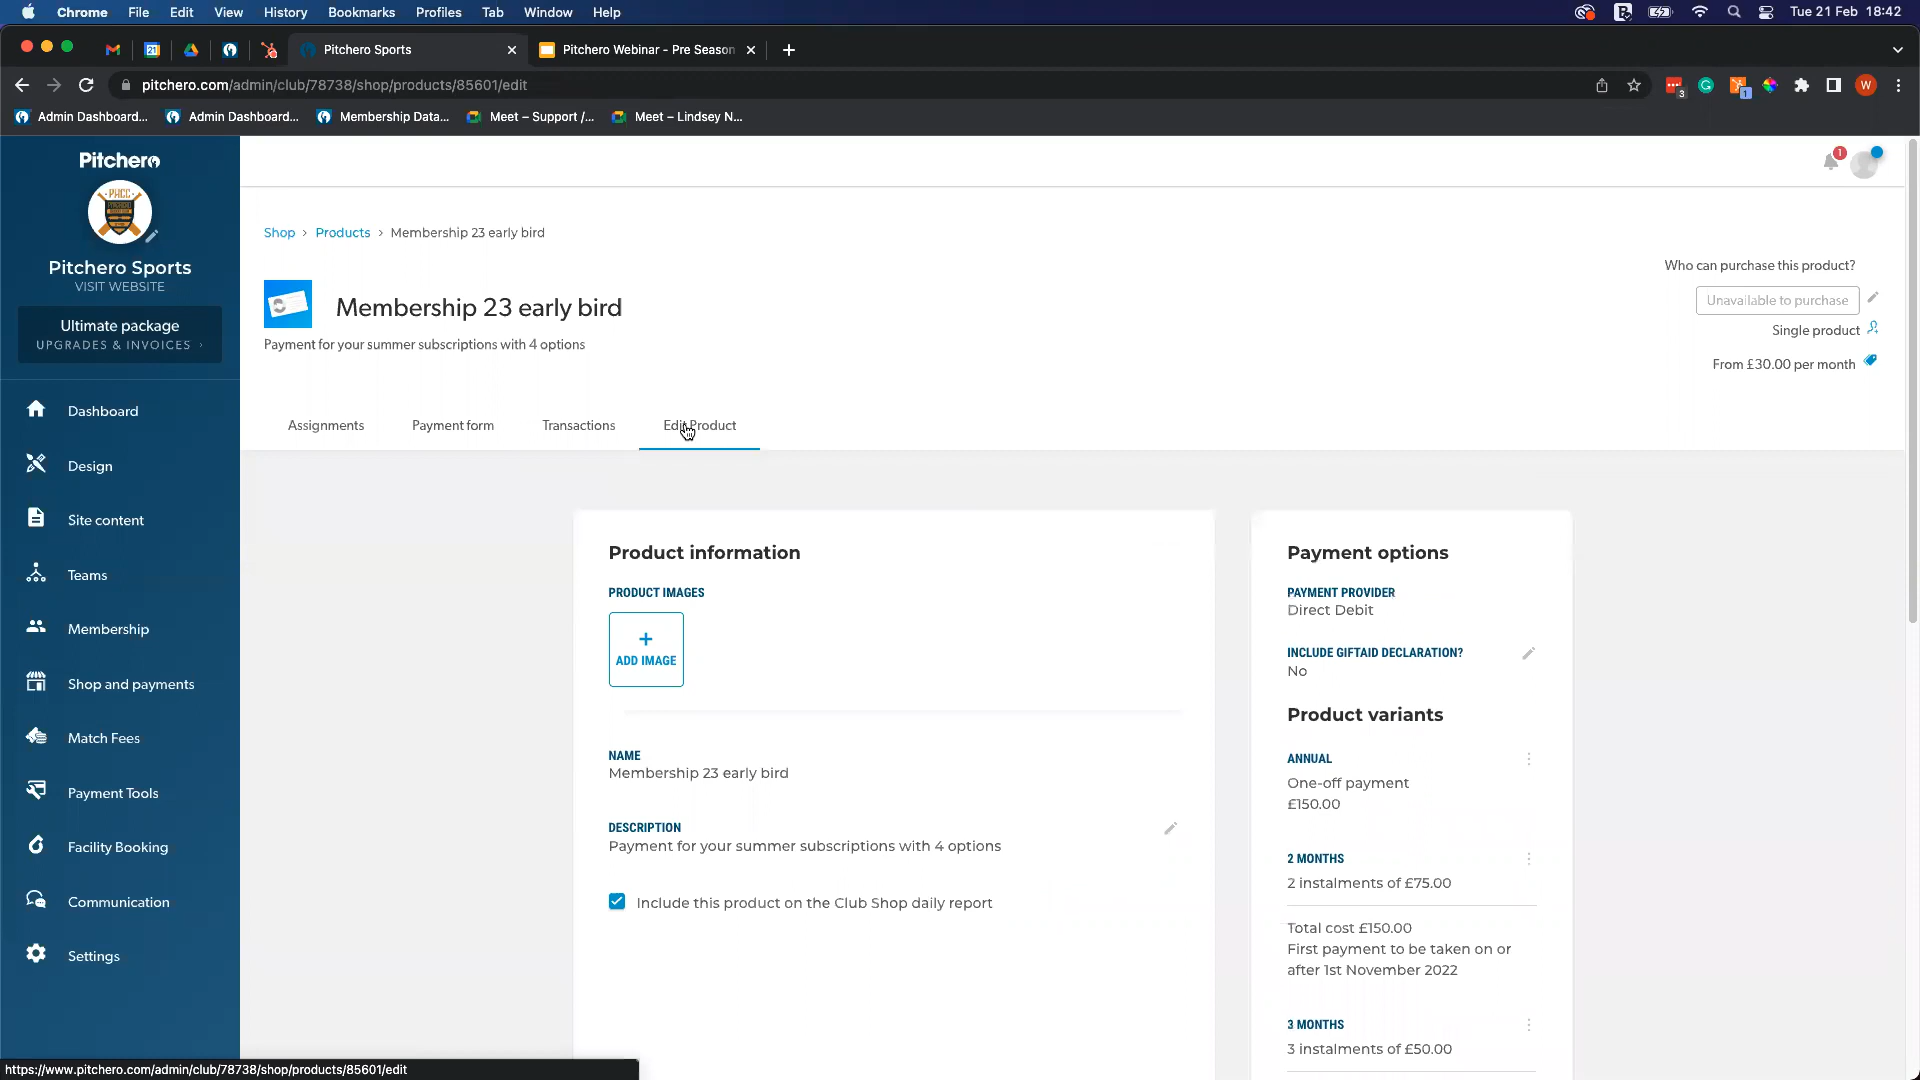 Chrome File Edit View History Bookmarks Profiles Tab Window Help Tue 21 Feb 18:42
Pitchero Sports Pitchero Webinar - Pre Season
pitchero.com/admin/club/78738/shop/products/85601/edit 3 1 W
Admin Dashboard... Admin Dashboard... Membership Data... Meet – Support /... Meet – Lindsey N...
Pitchero
1
PHCC
Pitchero Sports
VISIT WEBSITE
Ultimate package
UPGRADES & INVOICES ›
Dashboard
Design
Site content
Teams
Membership
Shop and payments
Match Fees
Payment Tools
Facility Booking
Communication
Settings
Shop › Products › Membership 23 early bird
Membership 23 early bird
Payment for your summer subscriptions with 4 options
Who can purchase this product?
Unavailable to purchase
Single product
From £30.00 per month
Assignments Payment form Transactions Edit Product
Product information
PRODUCT IMAGES
+
ADD IMAGE
NAME
Membership 23 early bird
DESCRIPTION
Payment for your summer subscriptions with 4 options
Include this product on the Club Shop daily report
Payment options
PAYMENT PROVIDER
Direct Debit
INCLUDE GIFTAID DECLARATION?
No
Product variants
ANNUAL
One-off payment
£150.00
2 MONTHS
2 instalments of £75.00
Total cost £150.00
First payment to be taken on or
after 1st November 2022
3 MONTHS
3 instalments of £50.00
https://www.pitchero.com/admin/club/78738/shop/products/85601/edit